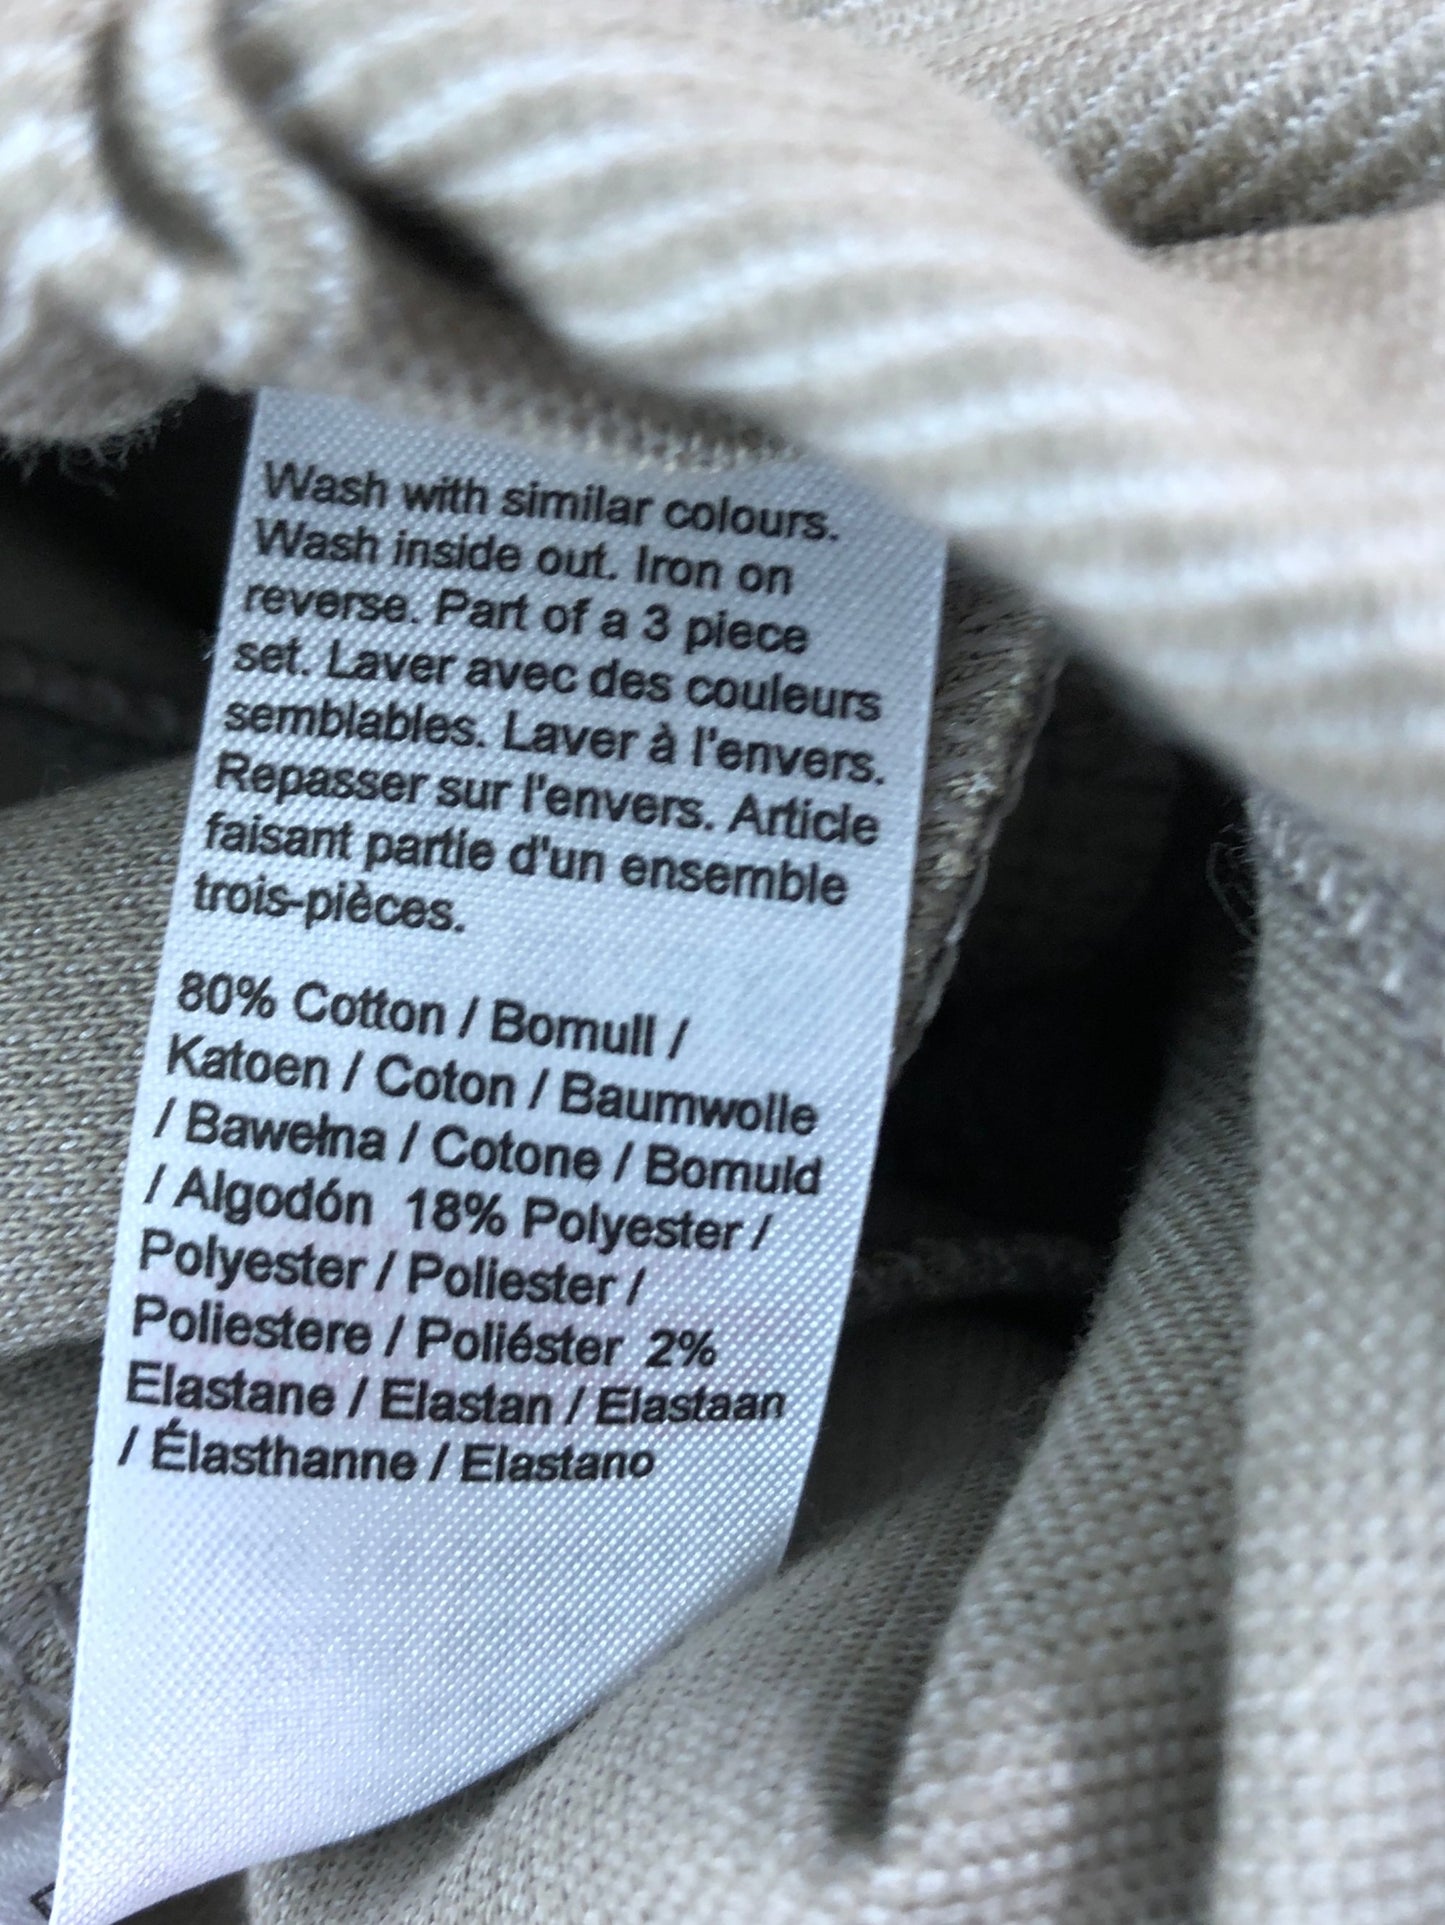 Wash with similar colours.
Wash inside out. Iron on
reverse. Part of a 3 piece
set. Laver avec des couleurs
semblables. Laver à l'envers.
Repasser sur l'envers. Article
faisant partie d'un ensemble
trois-pièces.
80% Cotton / Bomull /
Katoen / Coton / Baumwolle
/ Bawełna / Cotone / Bomuld
/ Algodón 18% Polyester /
Polyester / Poliester /
Poliestere / Poliéster 2%
Elastane / Elastan / Elastaan
/ Élasthanne / Elastano